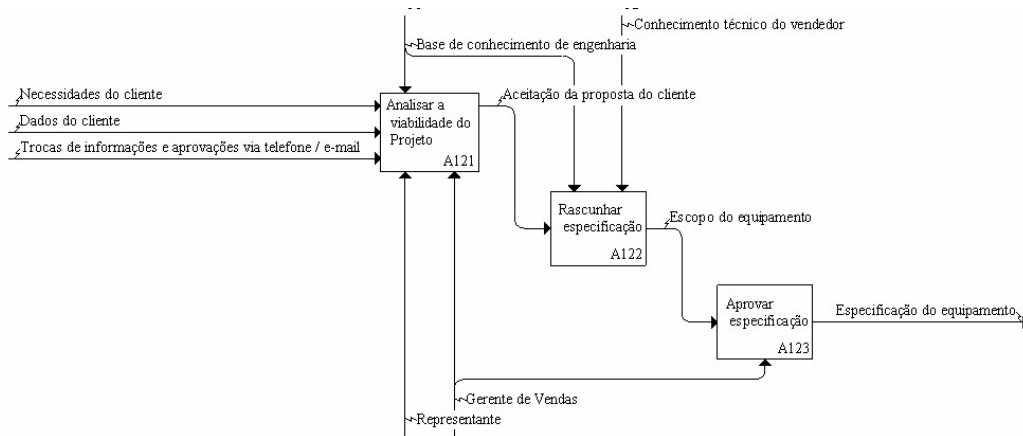 Conhecimento técnico do vendedor
Base de conhecimento de engenharia
Necessidades do cliente
Aceitação da proposta do cliente
Analisar a
viabilidade do
Projeto
A121
Dados do cliente
Trocas de informações e aprovações via telefone / e-mail
Rascunhar
especificação
A122
Escopo do equipamento
Aprovar
especificação
A123
Especificação do equipamento
Gerente de Vendas
Representante